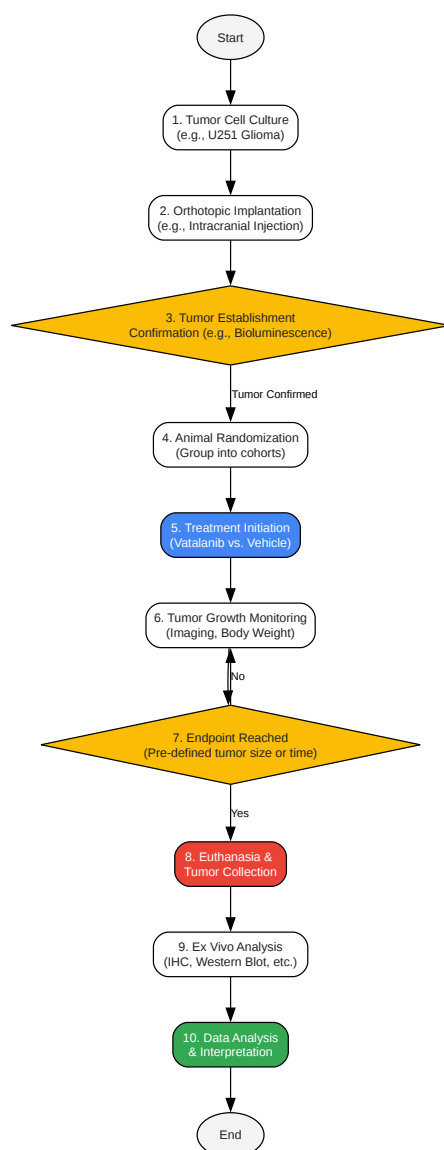 Start
1. Tumor Cell Culture
(e.g., U251 Glioma)
2. Orthotopic Implantation
(e.g., Intracranial Injection)
3. Tumor Establishment
Confirmation (e.g., Bioluminescence)
Tumor Confirmed
4. Animal Randomization
(Group into cohorts)
5. Treatment Initiation
(Vatalanib vs. Vehicle)
6. Tumor Growth Monitoring
(Imaging, Body Weight)
No
7. Endpoint Reached
(Pre-defined tumor size or time)
Yes
8. Euthanasia &
Tumor Collection
9. Ex Vivo Analysis
(IHC, Western Blot, etc.)
10. Data Analysis
& Interpretation
End